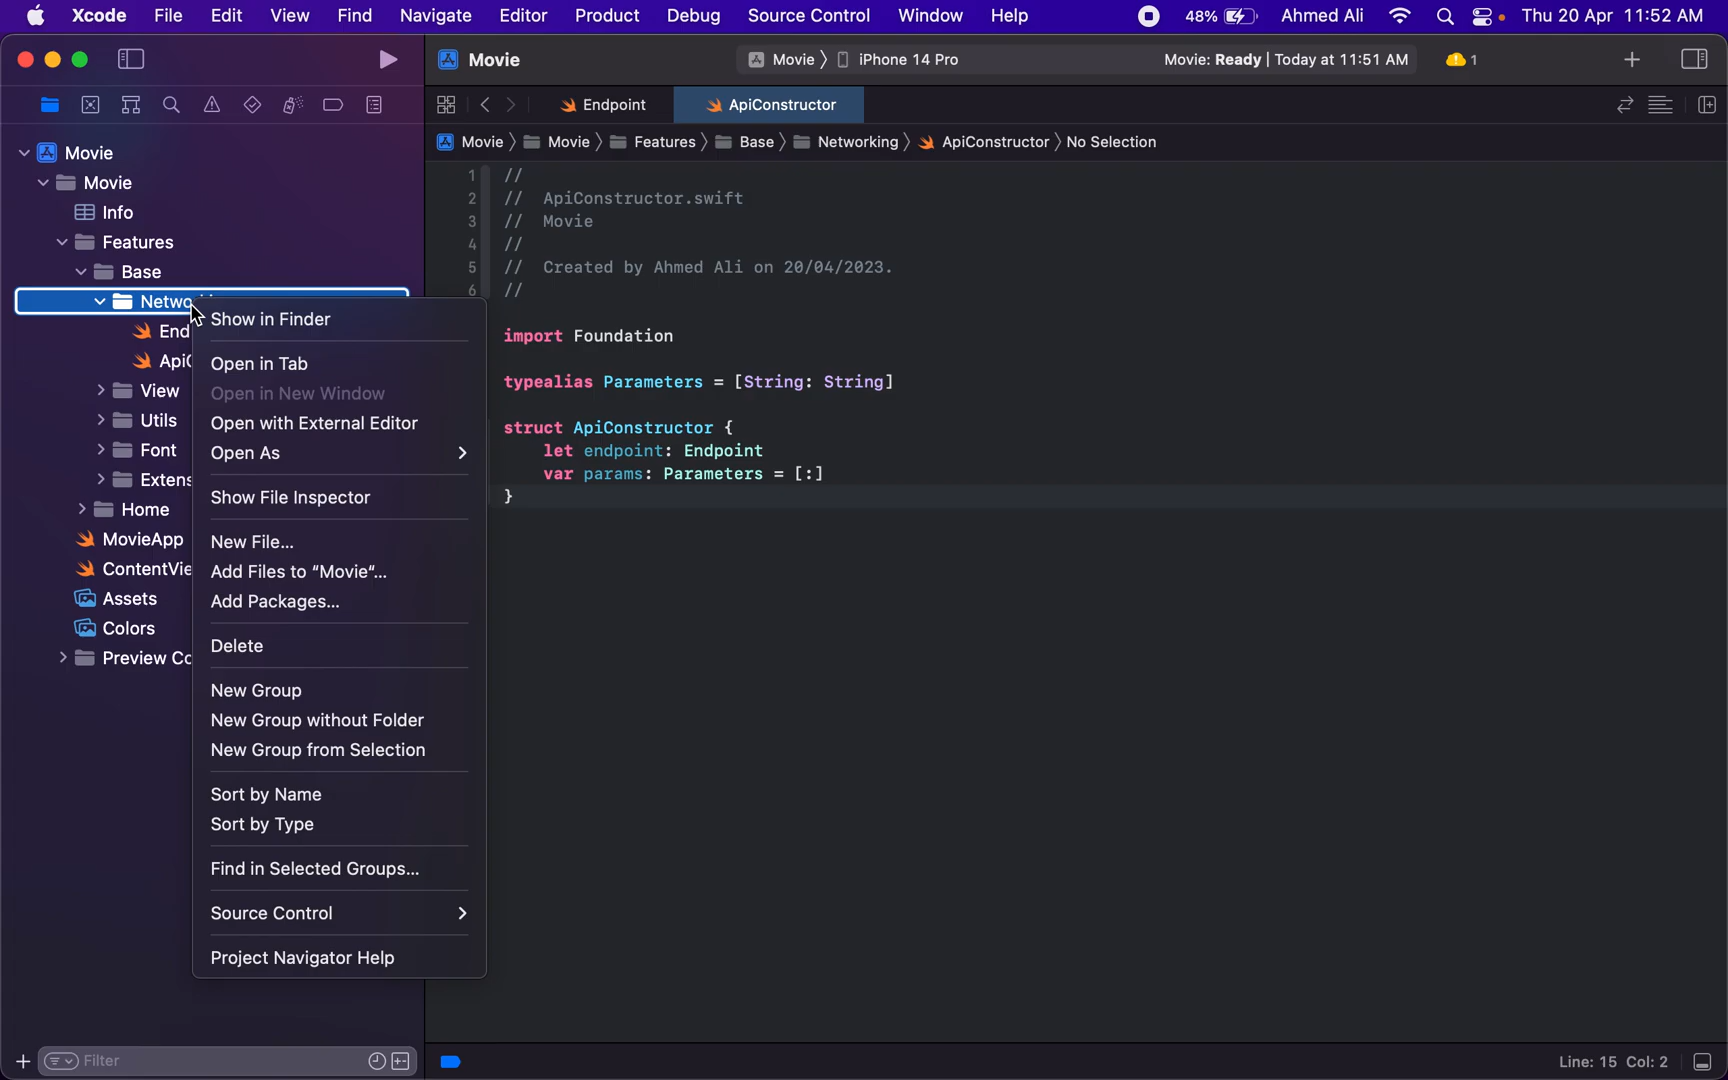 Xcode File Edit View Find Navigate Editor Product Debug Source Control Window Help 48% Ahmed Ali Thu 20 Apr 11:52 AM
Movie Movie 〉 iPhone 14 Pro Movie: Ready | Today at 11:51 AM 1
Endpoint ApiConstructor
Movie 〉 Movie 〉 Features 〉 Base 〉 Networking 〉 ApiConstructor 〉 No Selection
Movie
Movie
Info
Features
Base
View
Utils
Font
Home
MovieApp
Assets
Colors
Preview
Filter
Show in Finder
Open in Tab
Open in New Window
Open with External Editor
Open As
Show File Inspector
New File...
Add Files to “Movie”...
Add Packages...
Delete
New Group
New Group without Folder
New Group from Selection
Sort by Name
Sort by Type
Find in Selected Groups...
Source Control
Project Navigator Help
1 //
2 // ApiConstructor.swift
3 // Movie
4 //
5 // Created by Ahmed Ali on 20/04/2023.
6 //
import Foundation
typealias Parameters = [String: String]
struct ApiConstructor {
let endpoint: Endpoint
var params: Parameters = [:]
}
Line: 15 Col: 2